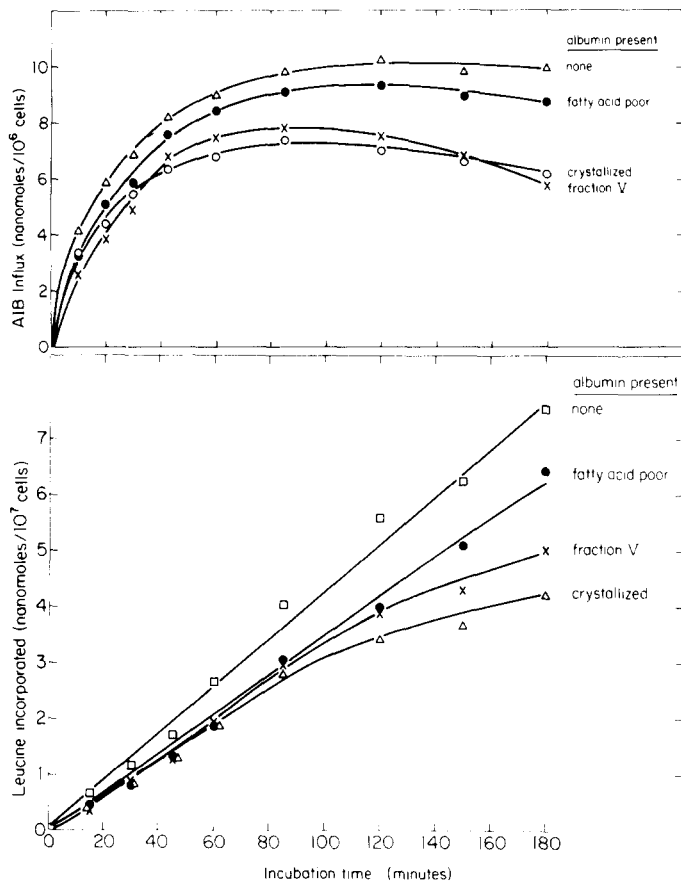 albumin present
none
fatty acid poor
crystallized
fraction V
10
8
6
4
2
0
AIB Influx (nanomoles/10⁶ cells)
albumin present
none
fatty acid poor
fraction V
crystallized
7
6
5
4
3
2
1
0
Leucine incorporated (nanomoles/10⁷ cells)
0 20 40 60 80 100 120 140 160 180
Incubation time (minutes)